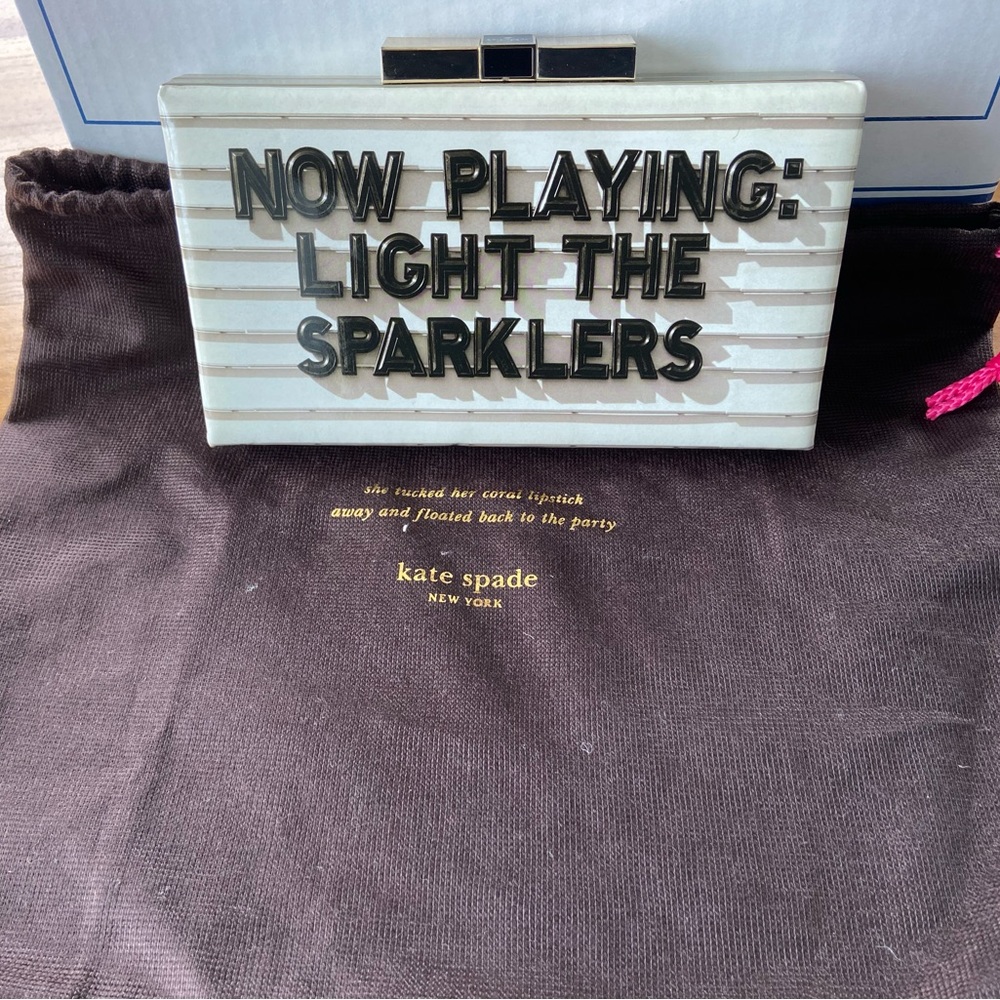 NOW PLAYING:
LIGHT THE
SPARKLERS
she tucked her coral lipstick
away and floated back to the party
kate spade
NEW YORK